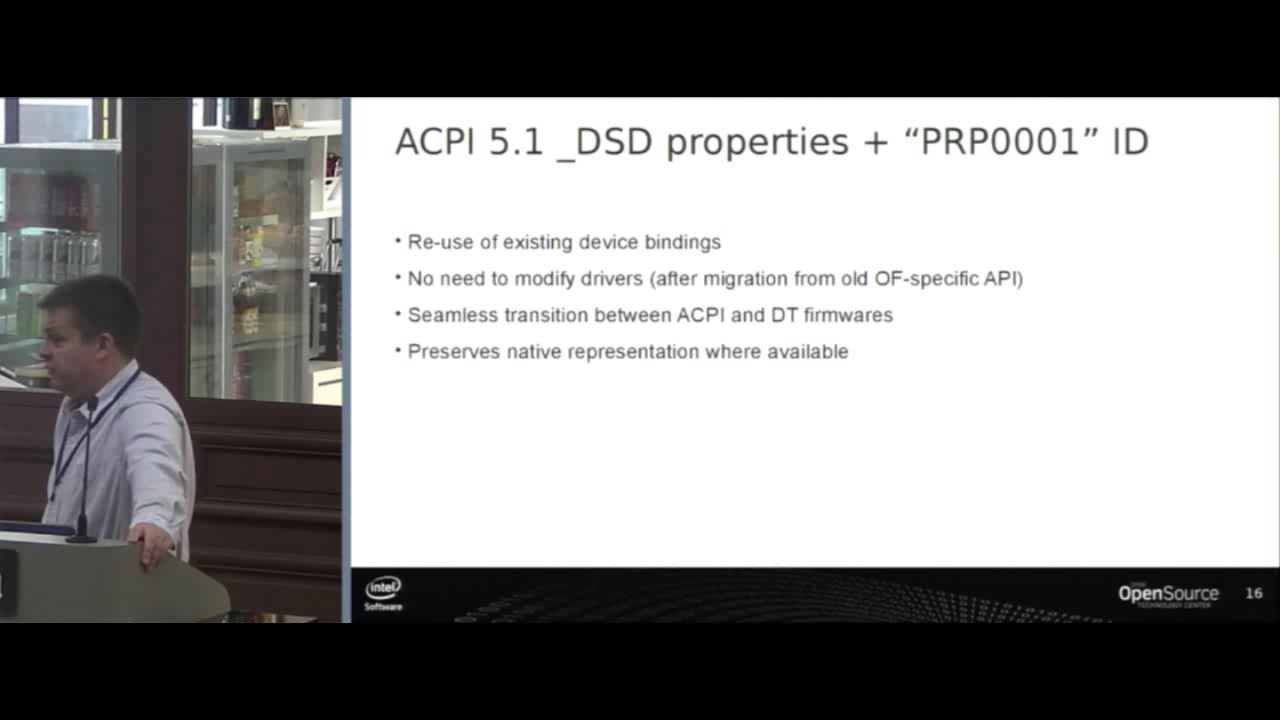 ACPI 5.1 _DSD properties + “PRP0001” ID
• Re-use of existing device bindings
• No need to modify drivers (after migration from old OF-specific API)
• Seamless transition between ACPI and DT firmwares
• Preserves native representation where available
intel
Software
OpenSource
TECHNOLOGY CENTER
16